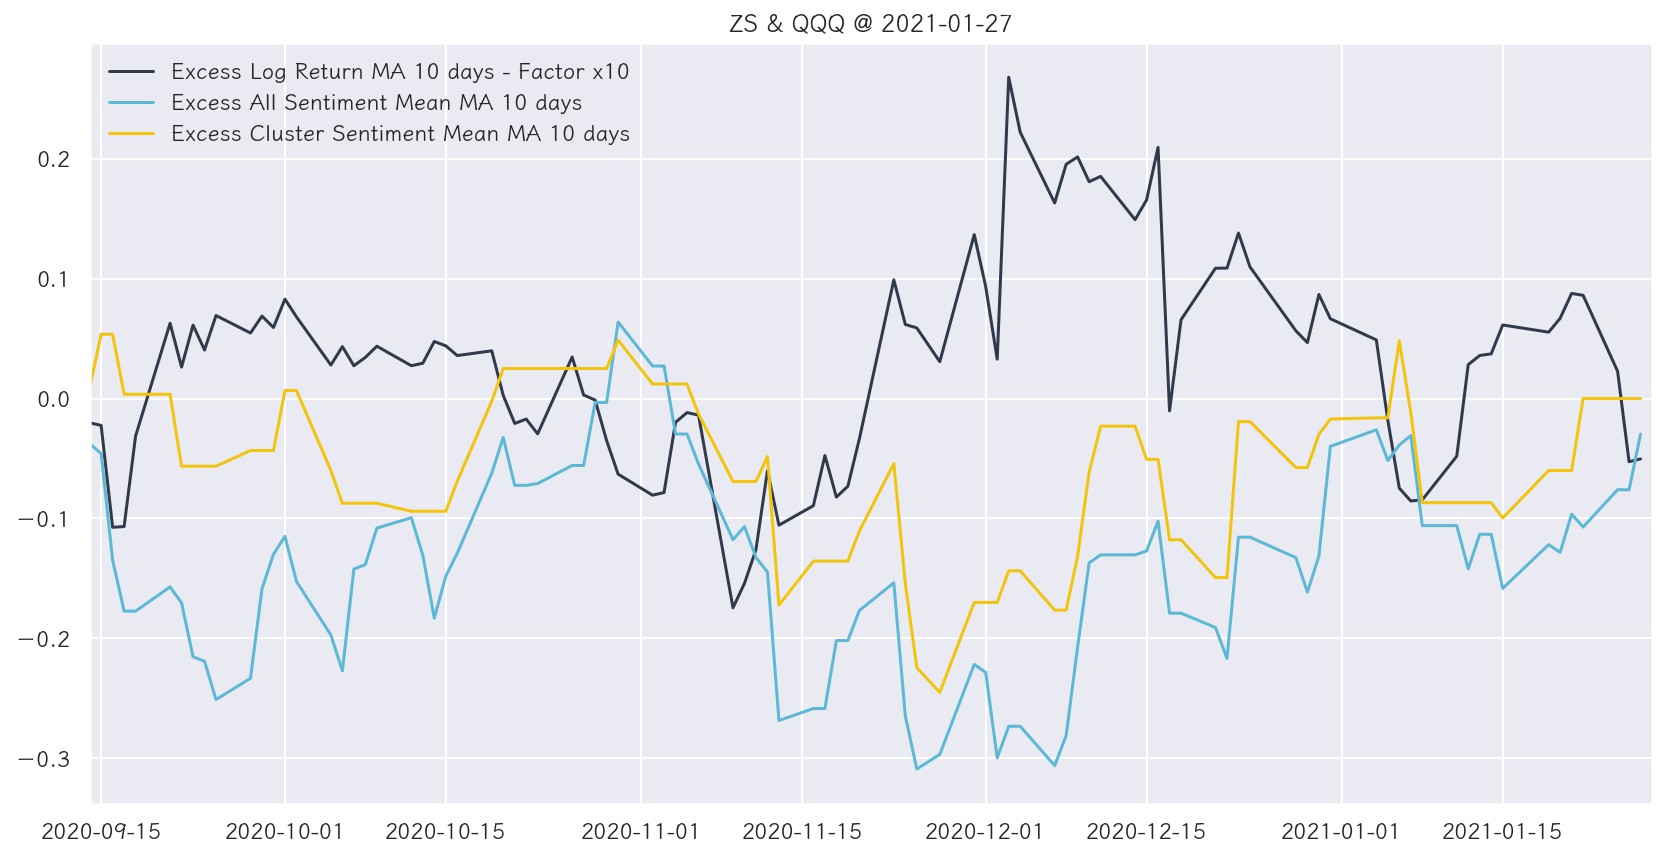 ZS & QQQ @ 2021-01-27
Excess Log Return MA 10 days - Factor x10
Excess All Sentiment Mean MA 10 days
Excess Cluster Sentiment Mean MA 10 days
0.2
0.1
0.0
−0.1
−0.2
−0.3
2020-09-15 2020-10-01 2020-10-15 2020-11-01 2020-11-15 2020-12-01 2020-12-15 2021-01-01 2021-01-15